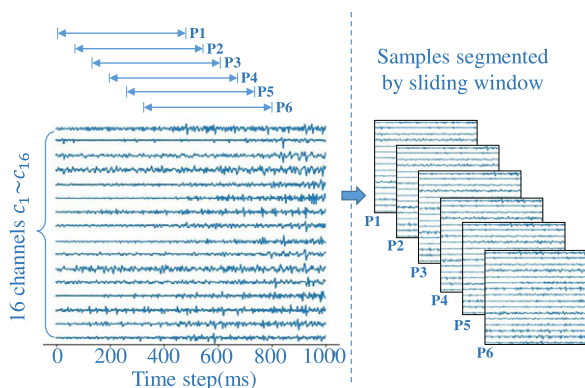 P1
P2
P3
P4
P5
P6
16 channels c1~c16
0 200 400 600 800 1000
Time step(ms)
Samples segmented
by sliding window
P1
P2
P3
P4
P5
P6